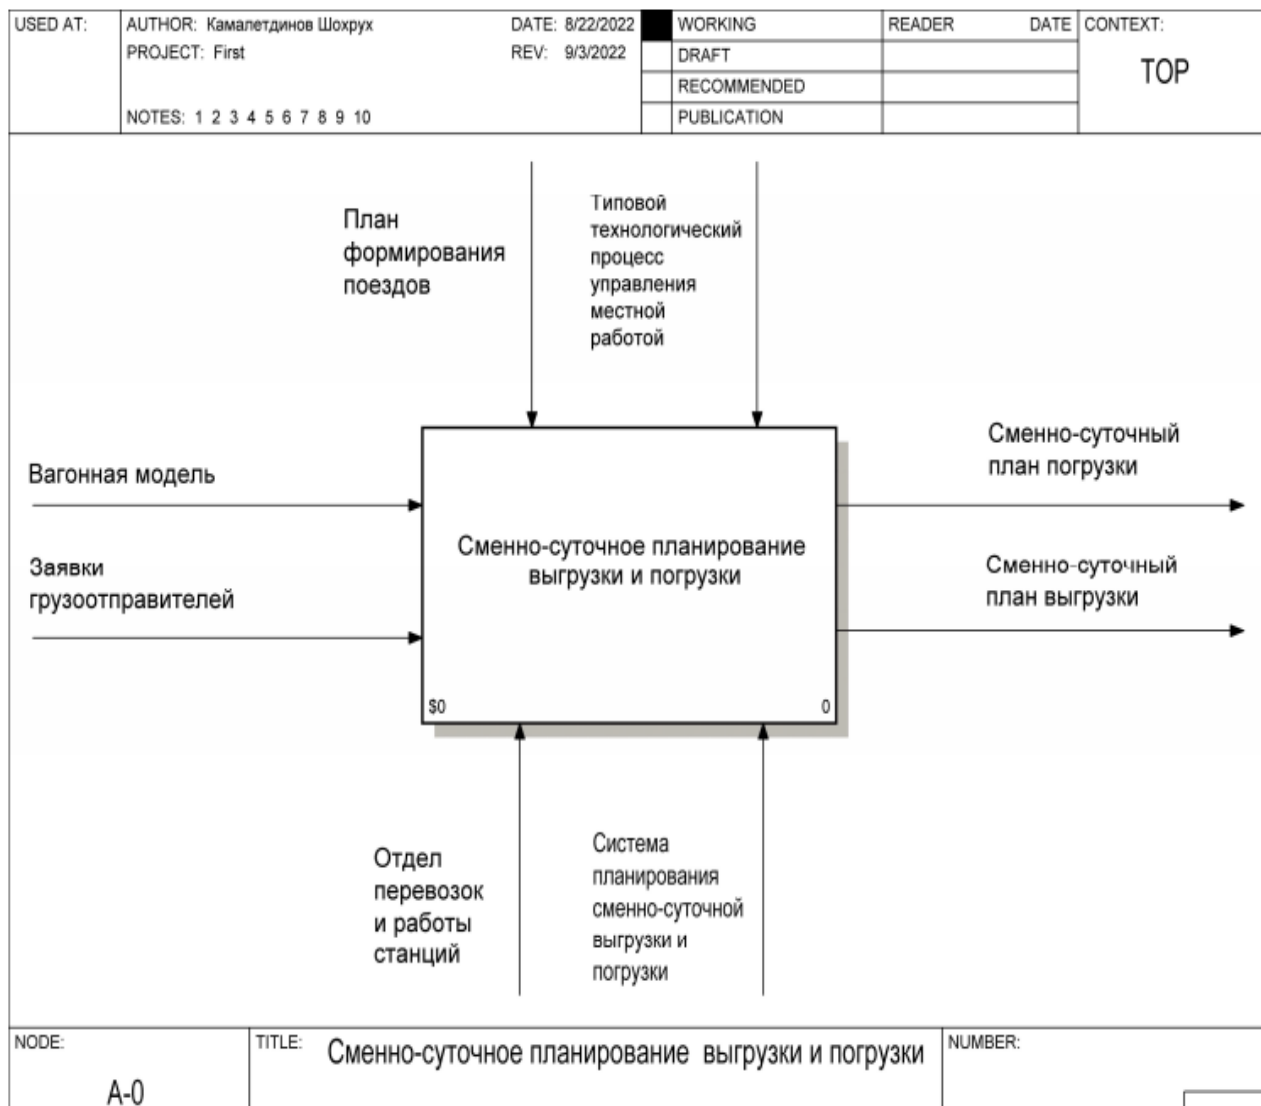 USED AT:
AUTHOR: Камалетдинов Шохрух
DATE: 8/22/2022
PROJECT: First
REV: 9/3/2022
NOTES: 1 2 3 4 5 6 7 8 9 10
WORKING
DRAFT
RECOMMENDED
PUBLICATION
READER
DATE
CONTEXT:
TOP
План
формирования
поездов
Типовой
технологический
процесс
управления
местной
работой
Вагонная модель
Заявки
грузоотправителей
Сменно-суточное планирование
выгрузки и погрузки
$0
0
Сменно-суточный
план погрузки
Сменно-суточный
план выгрузки
Отдел
перевозок
и работы
станций
Система
планирования
сменно-суточной
выгрузки и
погрузки
NODE:
A-0
TITLE:
Сменно-суточное планирование выгрузки и погрузки
NUMBER: